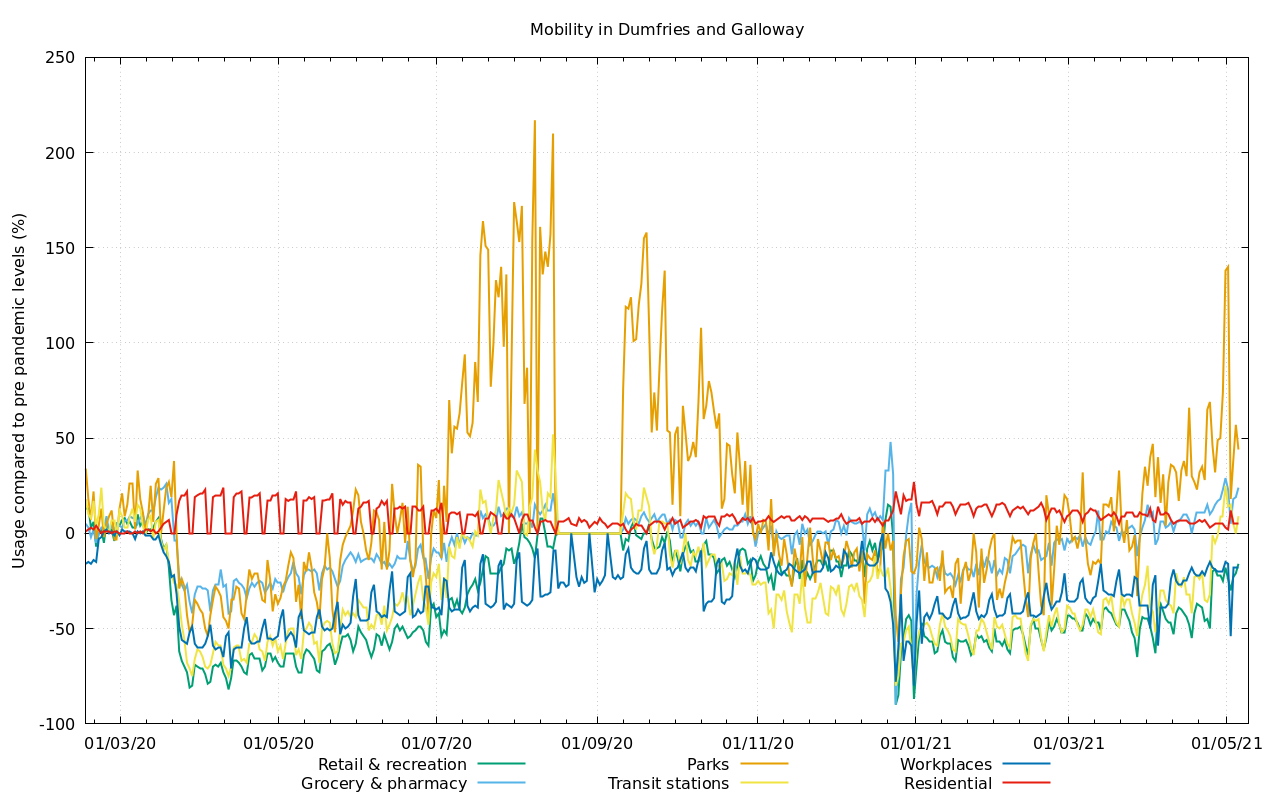 Mobility in Dumfries and Galloway
Usage compared to pre pandemic levels (%)
250
200
150
100
50
0
-50
-100
01/03/20 01/05/20 01/07/20 01/09/20 01/11/20 01/01/21 01/03/21 01/05/21
Retail & recreation Parks Workplaces
Grocery & pharmacy Transit stations Residential